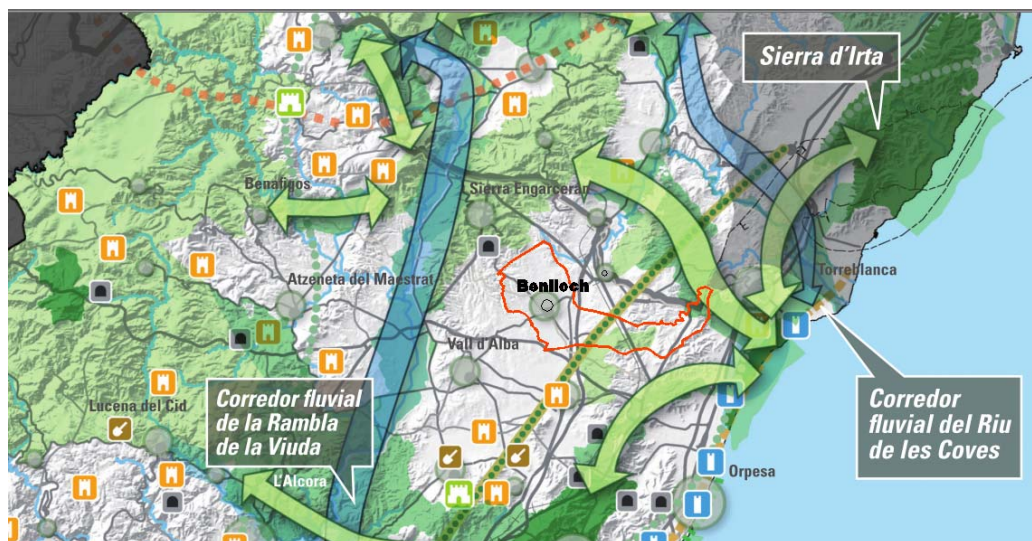 Sierra d'Irta
Benafigos
Sierra Engarcerán
Atzeneta del Maestrat
Benlloch
Torreblanca
Vall d'Alba
Corredor fluvial
de la Rambla
de la Viuda
Corredor
fluvial del Riu
de les Coves
Lucena del Cid
L'Alcora
Orpesa